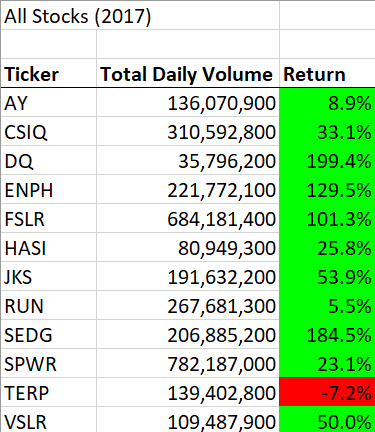 All Stocks (2017)
Ticker Total Daily Volume Return
AY 136,070,900 8.9%
CSIQ 310,592,800 33.1%
DQ 35,796,200 199.4%
ENPH 221,772,100 129.5%
FSLR 684,181,400 101.3%
HASI 80,949,300 25.8%
JKS 191,632,200 53.9%
RUN 267,681,300 5.5%
SEDG 206,885,200 184.5%
SPWR 782,187,000 23.1%
TERP 139,402,800 -7.2%
VSLR 109,487,900 50.0%